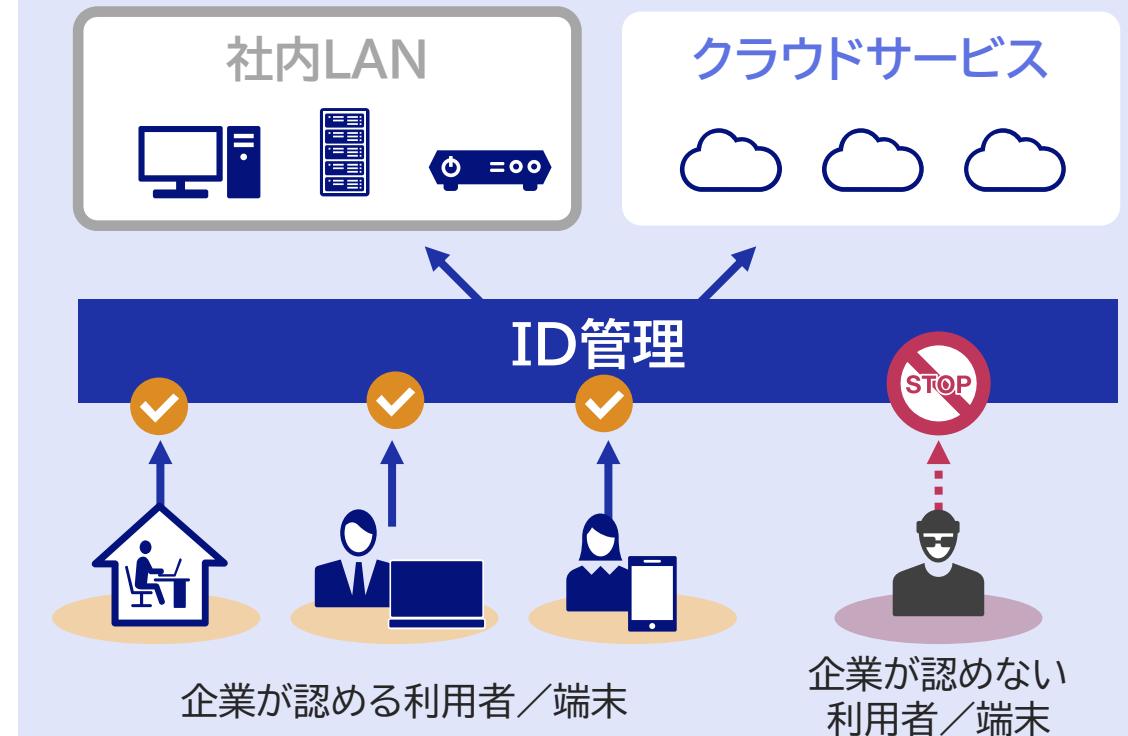 社内LAN
クラウドサービス
ID管理
STOP
企業が認める利用者／端末
企業が認めない
利用者／端末